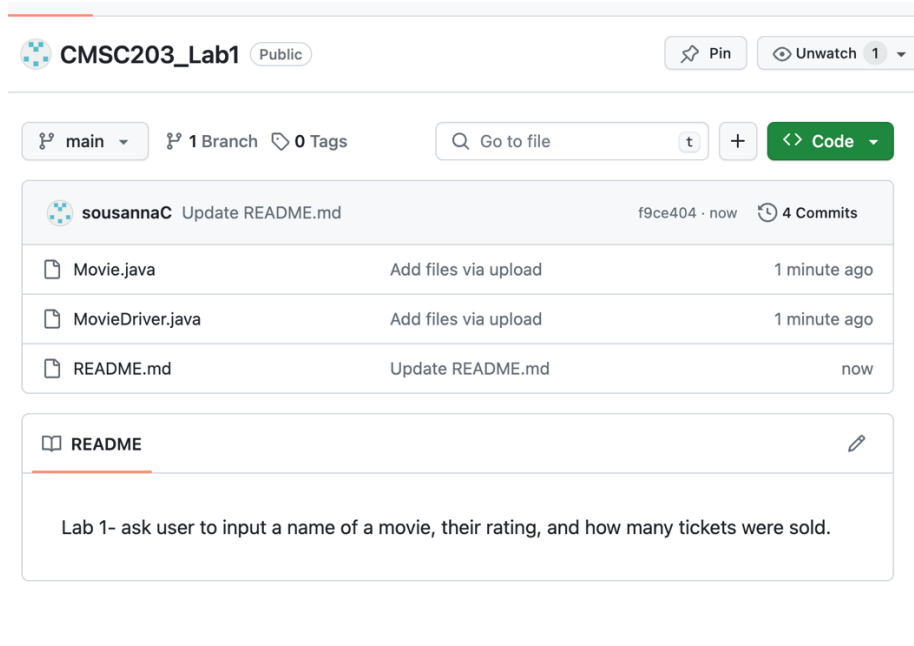 CMSC203_Lab1 Public Pin Unwatch 1
main 1 Branch 0 Tags Go to file t + Code
sousannaC Update README.md f9ce404 · now 4 Commits
Movie.java Add files via upload 1 minute ago
MovieDriver.java Add files via upload 1 minute ago
README.md Update README.md now
README
Lab 1- ask user to input a name of a movie, their rating, and how many tickets were sold.